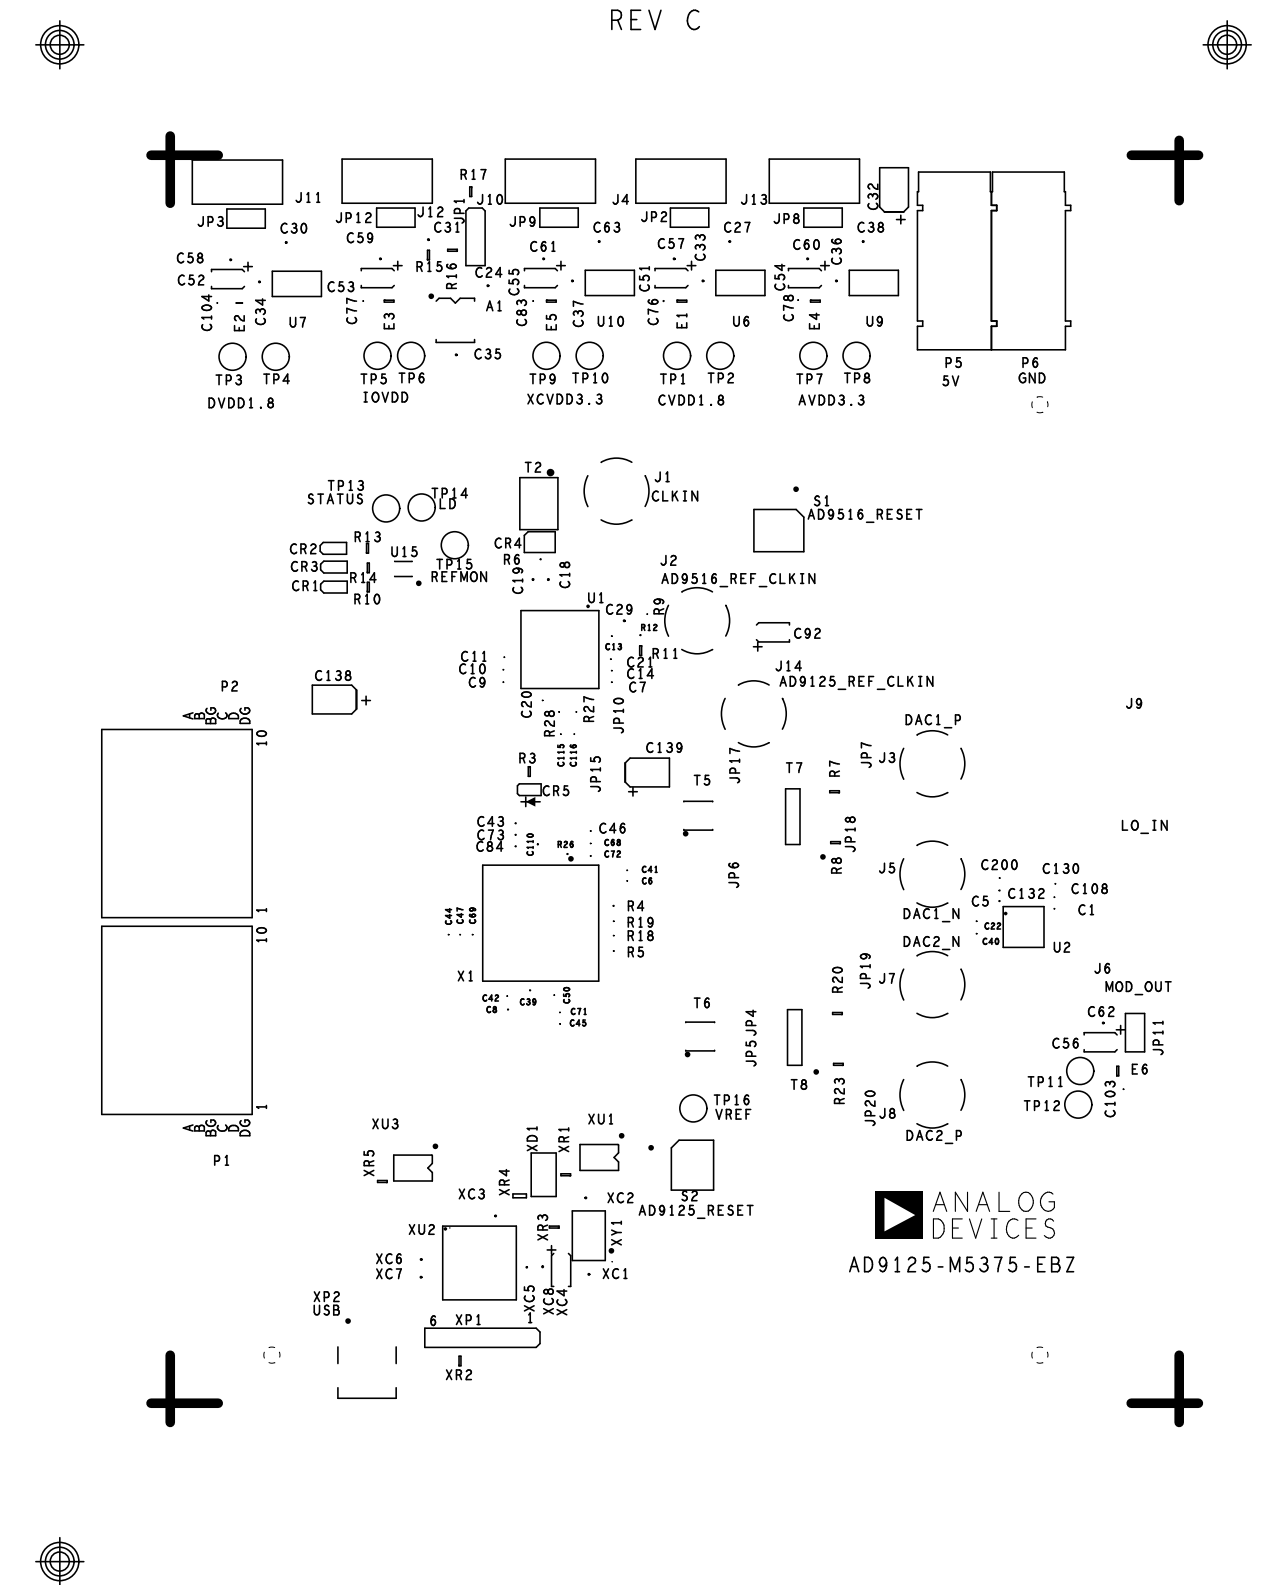 REV C
R17
J11
J10
J4
J13
C32
JP3
JP12
J12
JP1
JP9
JP2
JP8
C30
C59
C31
C63
C27
C38
C61
C57
C33
C60
C36
C58
C52
C53
R15
R16
C24
C55
C51
C54
C104
E2
C34
U7
C77
E3
A1
C83
E5
C37
U10
C76
E1
U6
C78
E4
U9
C35
P5
5V
P6
GND
TP3
TP4
TP5
TP6
TP9
TP10
TP1
TP2
TP7
TP8
DVDD1.8
IOVDD
XCVDD3.3
CVDD1.8
AVDD3.3
T2
J1
CLKIN
TP13
STATUS
TP14
LD
S1
AD9516_RESET
R13
CR2
U15
CR4
CR3
R14
TP15
REFMON
R6
C19
C18
CR1
R10
J2
AD9516_REF_CLKIN
U1
C29
R9
R12
C92
C13
R11
C11
C21
C10
C14
C9
C7
J14
AD9125_REF_CLKIN
C138
P2
A
B
BG
C
D
DG
10
C20
R28
R27
JP10
J9
DAC1_P
C115
C116
JP15
C139
R3
CR5
T5
JP17
T7
R7
JP7
J3
C43
C73
C84
C110
R26
C46
C68
C72
JP18
R8
LO_IN
JP6
C41
C6
J5
C200
C130
C108
C132
C5
C1
DAC1_N
C22
C40
U2
DAC2_N
1
10
C44
C47
C69
R4
R19
R18
R5
X1
C42
C8
C39
C50
C71
C45
T6
JP5
JP4
R20
JP19
J7
J6
MOD_OUT
C62
C56
JP11
T8
R23
JP20
J8
TP11
TP12
E6
C103
DAC2_P
1
A
B
BG
C
D
DG
P1
TP16
VREF
XU3
XR5
XD1
XR1
XU1
XR4
XC3
XC2
S2
AD9125_RESET
XU2
XR3
XY1
XC6
XC7
XC1
XC5
XC8
XC4
ANALOG
DEVICES
AD9125-M5375-EBZ
XP2
USB
6
XP1
1
XR2